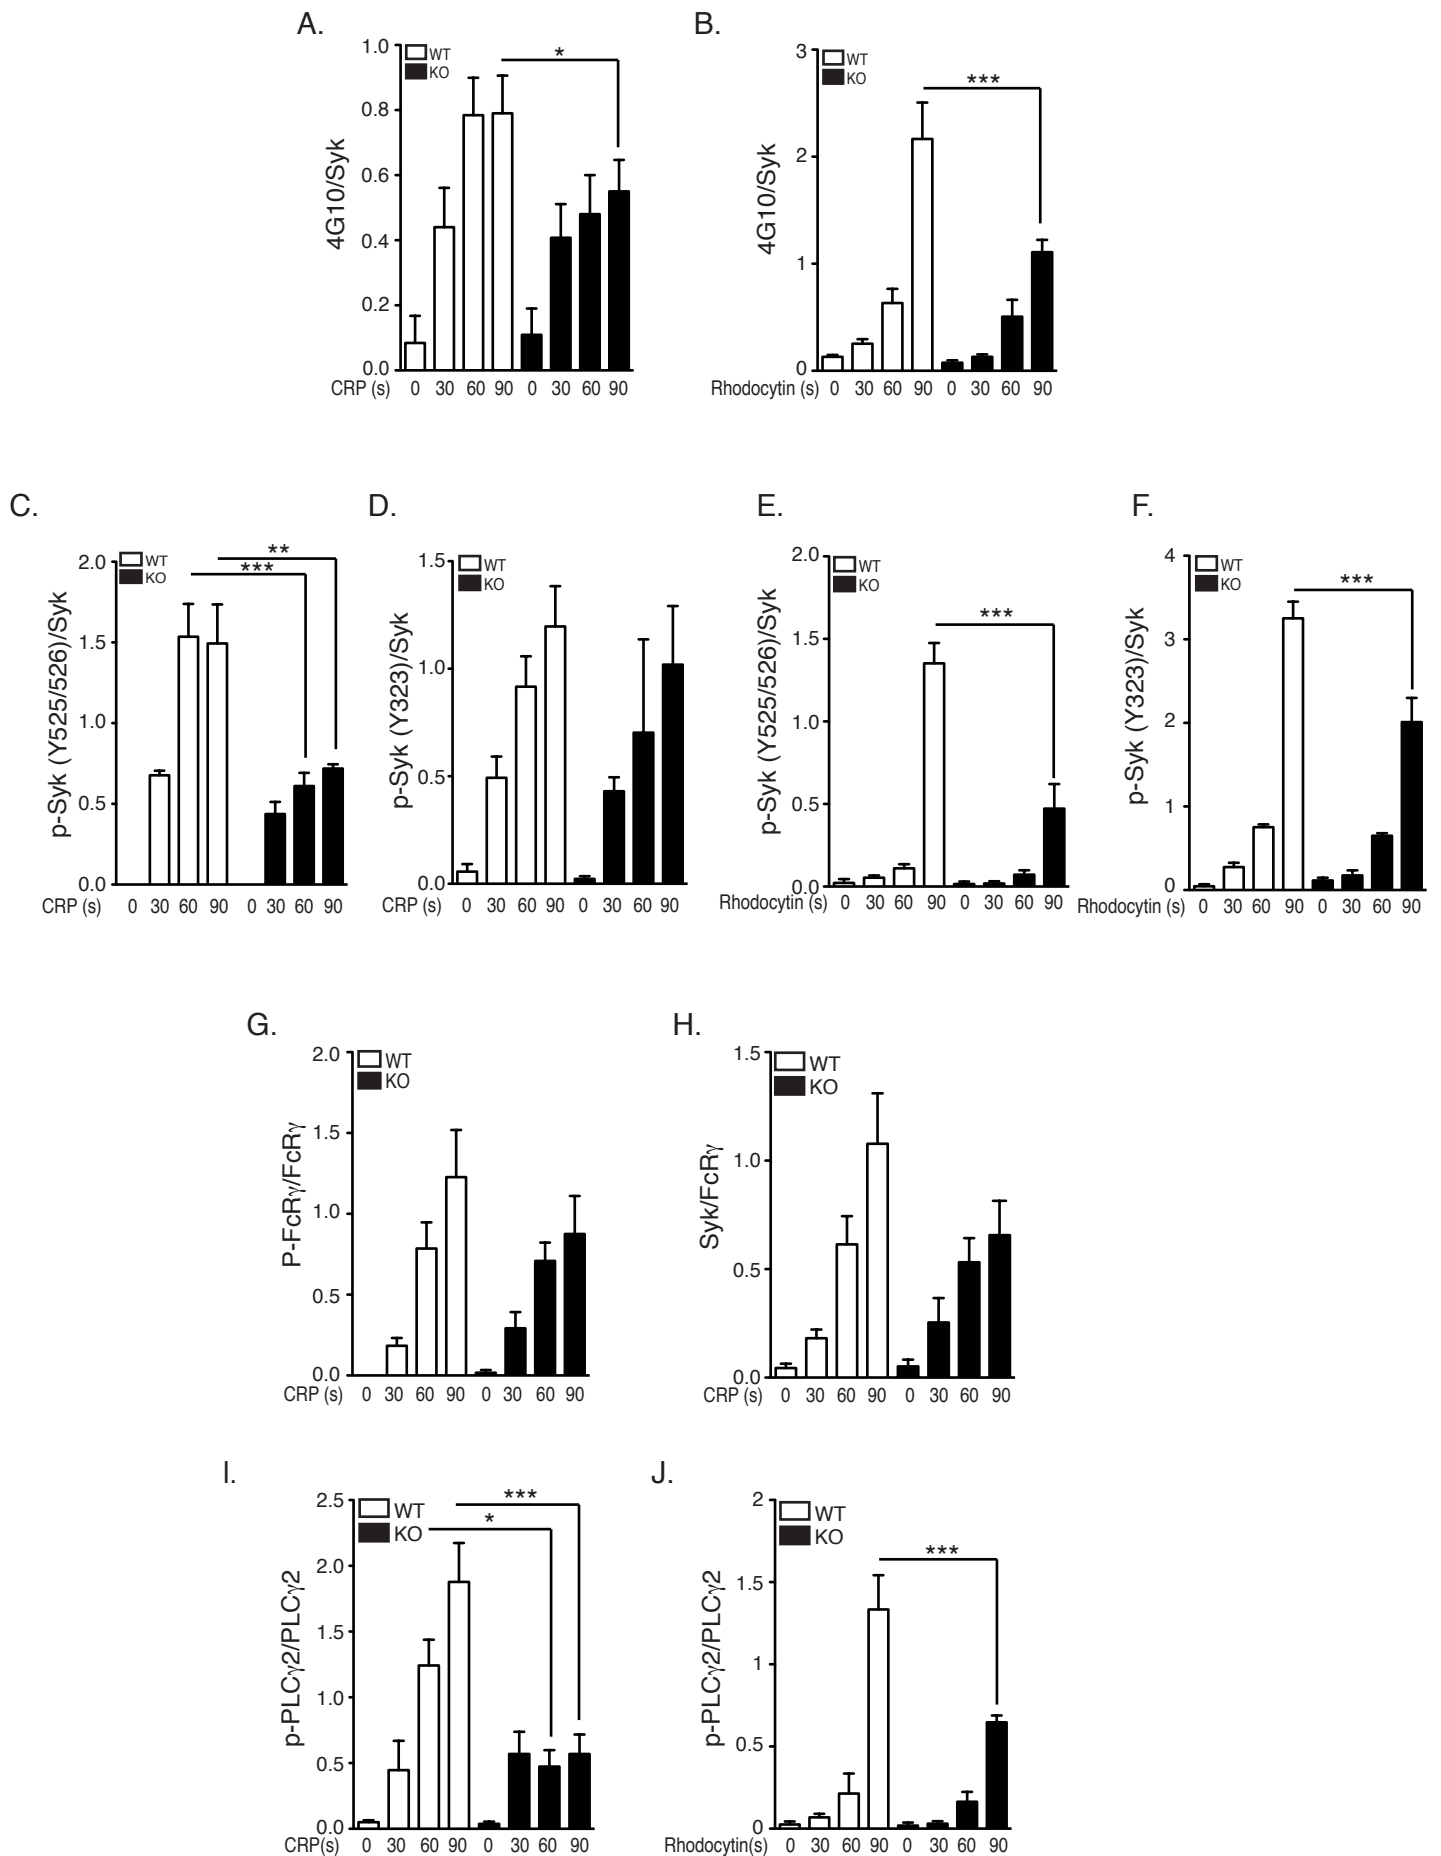 A.
1.0
0.8
0.6
0.4
0.2
0.0
4G10/Syk
WT
KO
*
CRP (s) 0 30 60 90 0 30 60 90
B.
3
2
1
0
4G10/Syk
WT
KO
***
Rhodocytin (s) 0 30 60 90 0 30 60 90
C.
2.0
1.5
1.0
0.5
0.0
p-Syk (Y525/526)/Syk
WT
KO
**
***
CRP (s) 0 30 60 90 0 30 60 90
D.
1.5
1.0
0.5
0.0
p-Syk (Y323)/Syk
WT
KO
CRP (s) 0 30 60 90 0 30 60 90
E.
2.0
1.5
1.0
0.5
0.0
p-Syk (Y525/526)/Syk
WT
KO
***
Rhodocytin (s) 0 30 60 90 0 30 60 90
F.
4
3
2
1
0
p-Syk (Y323)/Syk
WT
KO
***
Rhodocytin (s) 0 30 60 90 0 30 60 90
G.
2.0
1.5
1.0
0.5
0.0
P-FcRγ/FcRγ
WT
KO
CRP (s) 0 30 60 90 0 30 60 90
H.
1.5
1.0
0.5
0.0
Syk/FcRγ
WT
KO
CRP (s) 0 30 60 90 0 30 60 90
I.
2.5
2.0
1.5
1.0
0.5
0.0
p-PLCγ2/PLCγ2
WT
KO
***
*
CRP(s) 0 30 60 90 0 30 60 90
J.
2
1.5
1
0.5
0
p-PLCγ2/PLCγ2
WT
KO
***
Rhodocytin(s) 0 30 60 90 0 30 60 90